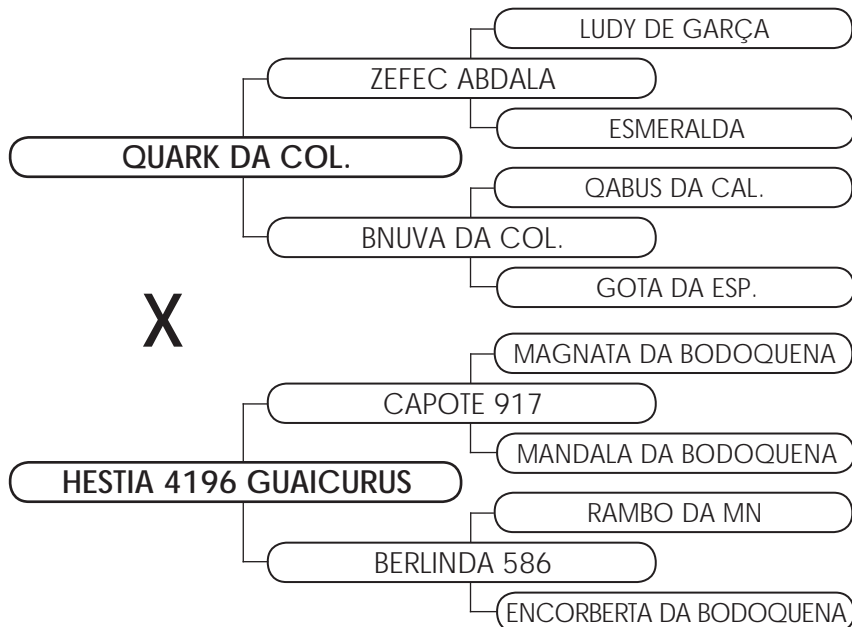 LUDY DE GARÇA
ZEFEC ABDALA
ESMERALDA
QUARK DA COL.
QABUS DA CAL.
BNUVA DA COL.
GOTA DA ESP.
X
MAGNATA DA BODOQUENA
CAPOTE 917
MANDALA DA BODOQUENA
HESTIA 4196 GUAICURUS
RAMBO DA MN
BERLINDA 586
ENCORBERTA DA BODOQUENA